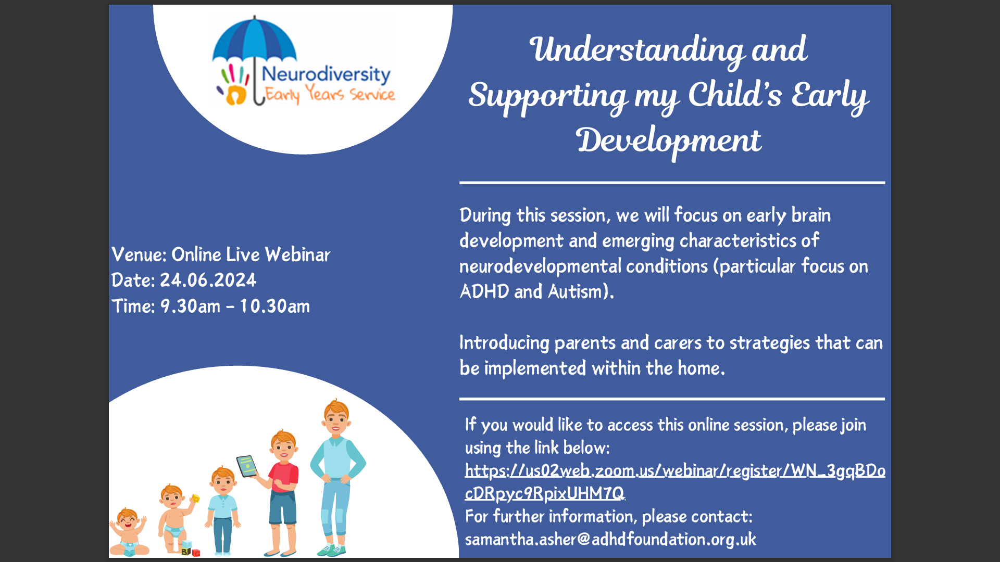 Neurodiversity
Early Years Service
Understanding and
Supporting my Child's Early
Development
Venue: Online Live Webinar
Date: 24.06.2024
Time: 9.30am – 10.30am
During this session, we will focus on early brain
development and emerging characteristics of
neurodevelopmental conditions (particular focus on
ADHD and Autism).
Introducing parents and carers to strategies that can
be implemented within the home.
If you would like to access this online session, please join
using the link below:
https://us02web.zoom.us/webinar/register/WN_3gqBDo
cDRpyc9RpixUHM7Q
For further information, please contact:
samantha.asher@adhdfoundation.org.uk
B C